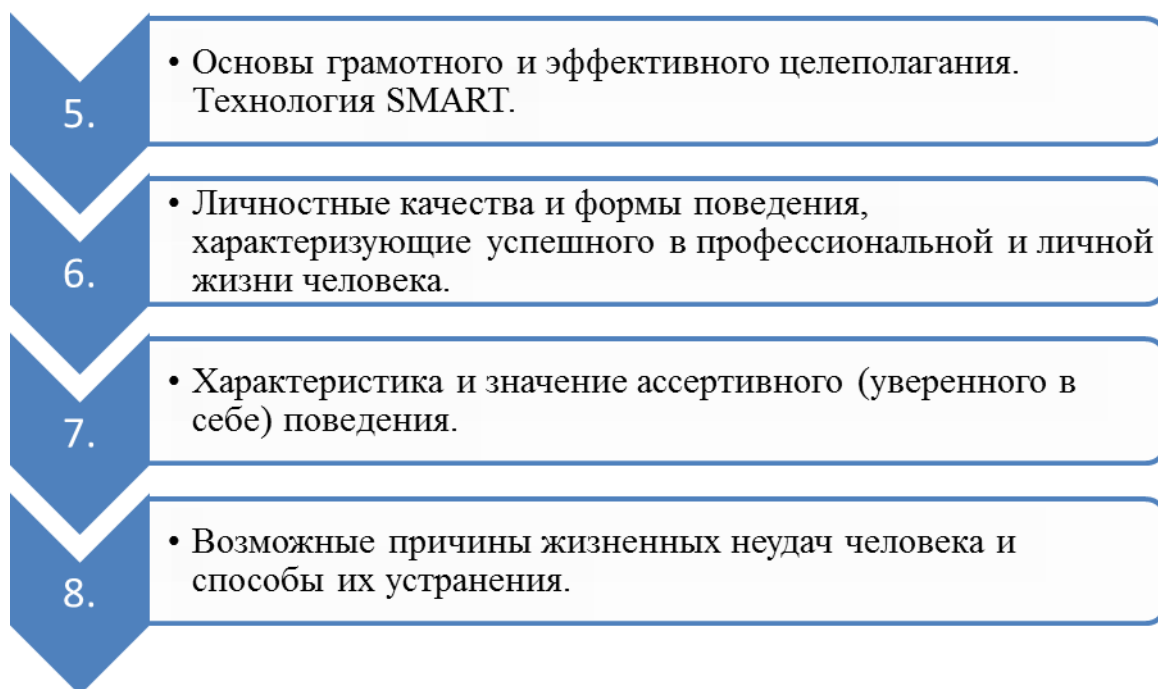 5.
• Основы грамотного и эффективного целеполагания.
Технология SMART.
6.
• Личностные качества и формы поведения,
характеризующие успешного в профессиональной и личной
жизни человека.
7.
• Характеристика и значение ассертивного (уверенного в
себе) поведения.
8.
• Возможные причины жизненных неудач человека и
способы их устранения.